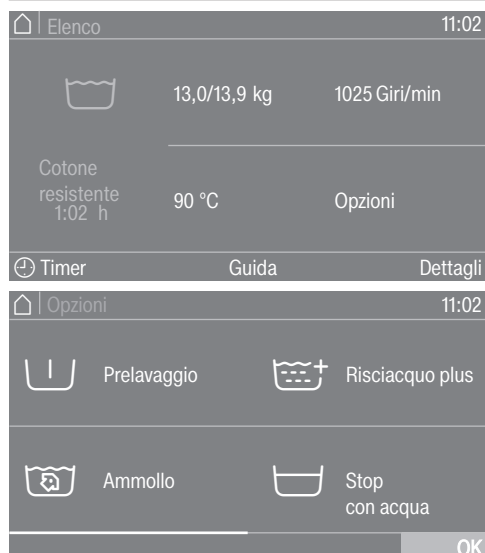 Elenco 11:02
13,0/13,9 kg 1025 Giri/min
Cotone
resistente
1:02 h
90 °C Opzioni
Timer Guida Dettagli
Opzioni 11:02
Prelavaggio Risciacquo plus
Ammollo Stop
con acqua
OK